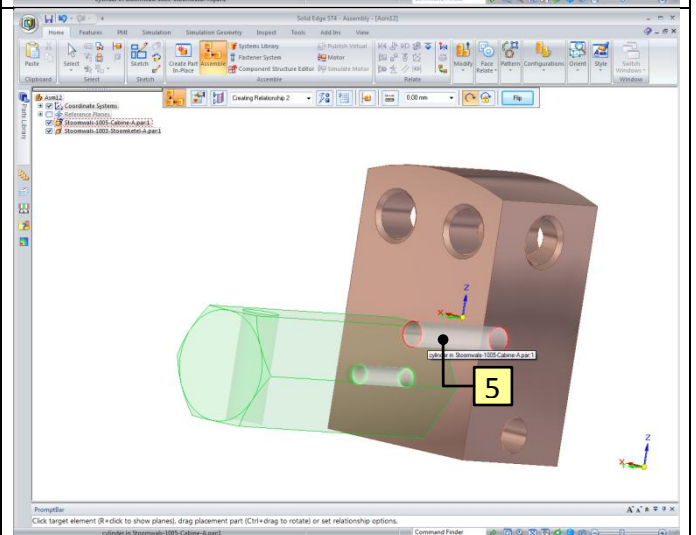 Solid Edge ST4 - Assembly - [Asm12]
Home Features PMI Simulation Simulation Geometry Inspect Tools Add Ins View
Paste
Clipboard
Select
Select
Sketch
Sketch
Create Part In-Place
Assemble
Systems Library
Fastener System
Component Structure Editor
Publish Virtual
Motor
Simulate Motor
Assemble
Relate
Modify
Face Relate
Pattern
Configurations
Orient
Style
Switch Windows
Window
Parts Library
Asm12
Coordinate Systems
Reference Planes
Stoomwals-1005-Cabine-A.par:1
Stoomwals-1003-Stoomketel-A.par:1
Creating Relationship 2
0.00 mm
Flip
Z
X
cylinder in Stoomwals-1005-Cabine-A.par:1
5
Z
X
PromptBar
Click target element (R+click to show planes), drag placement part (Ctrl+drag to rotate) or set relationship options.
cylinder in Stoomwals-1005-Cabine-A.par:1
Command Finder